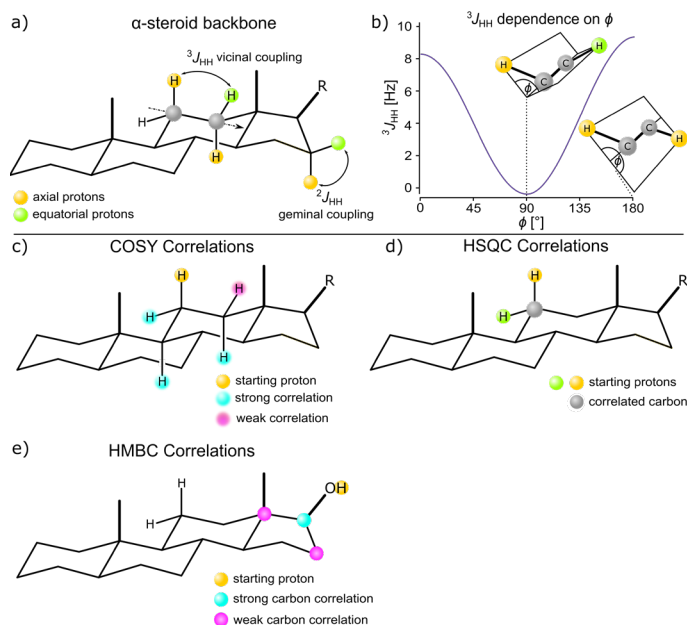 a)
α-steroid backbone
³J_HH vicinal coupling
H
H
H
H
R
axial protons
equatorial protons
²J_HH
geminal coupling
b)
³J_HH dependence on ϕ
10
8
6
4
2
0
³J_HH [Hz]
0
45
90
135
180
ϕ [°]
H
C
C
H
ϕ
H
C
C
H
ϕ
c)
COSY Correlations
H
H
H
H
H
R
starting proton
strong correlation
weak correlation
d)
HSQC Correlations
H
H
R
starting protons
correlated carbon
e)
HMBC Correlations
H
H
OH
starting proton
strong carbon correlation
weak carbon correlation